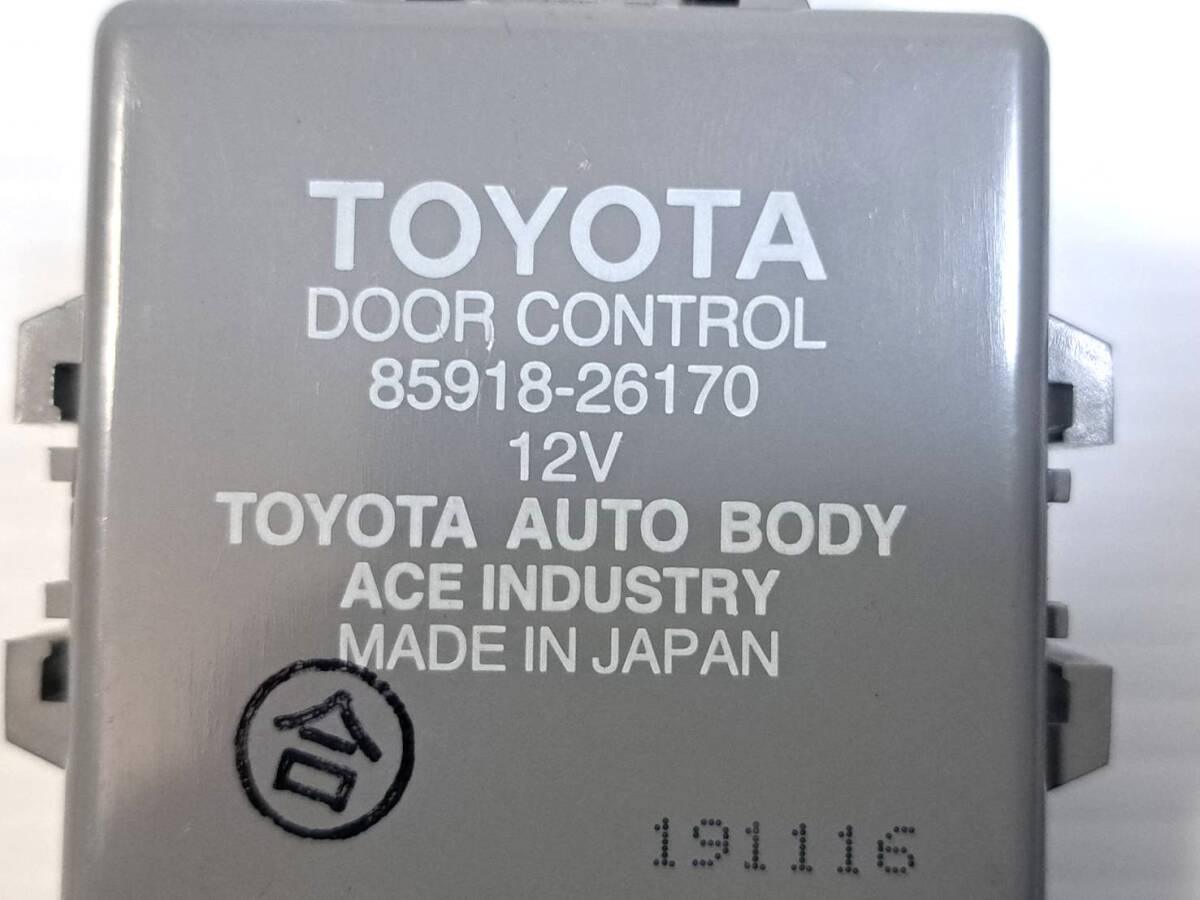 TOYOTA
DOOR CONTROL
85918-26170
12V
TOYOTA AUTO BODY
ACE INDUSTRY
MADE IN JAPAN
合
191116